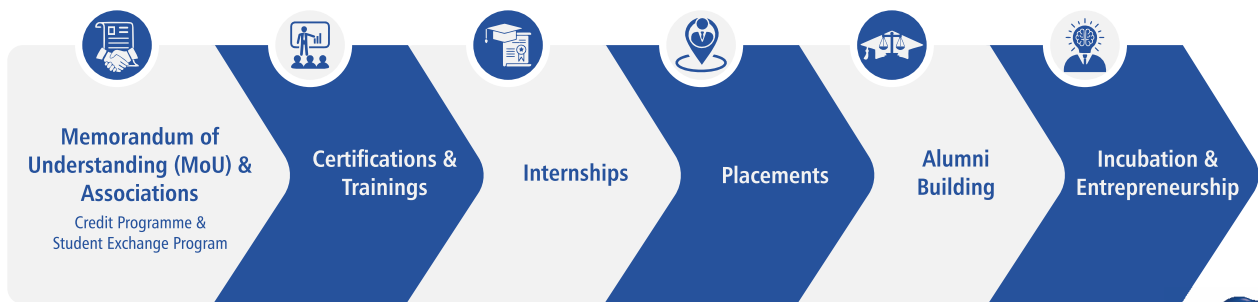 Memorandum of
Understanding (MoU) &
Associations
Credit Programme &
Student Exchange Program
Certifications &
Trainings
Internships
Placements
Alumni
Building
Incubation &
Entrepreneurship